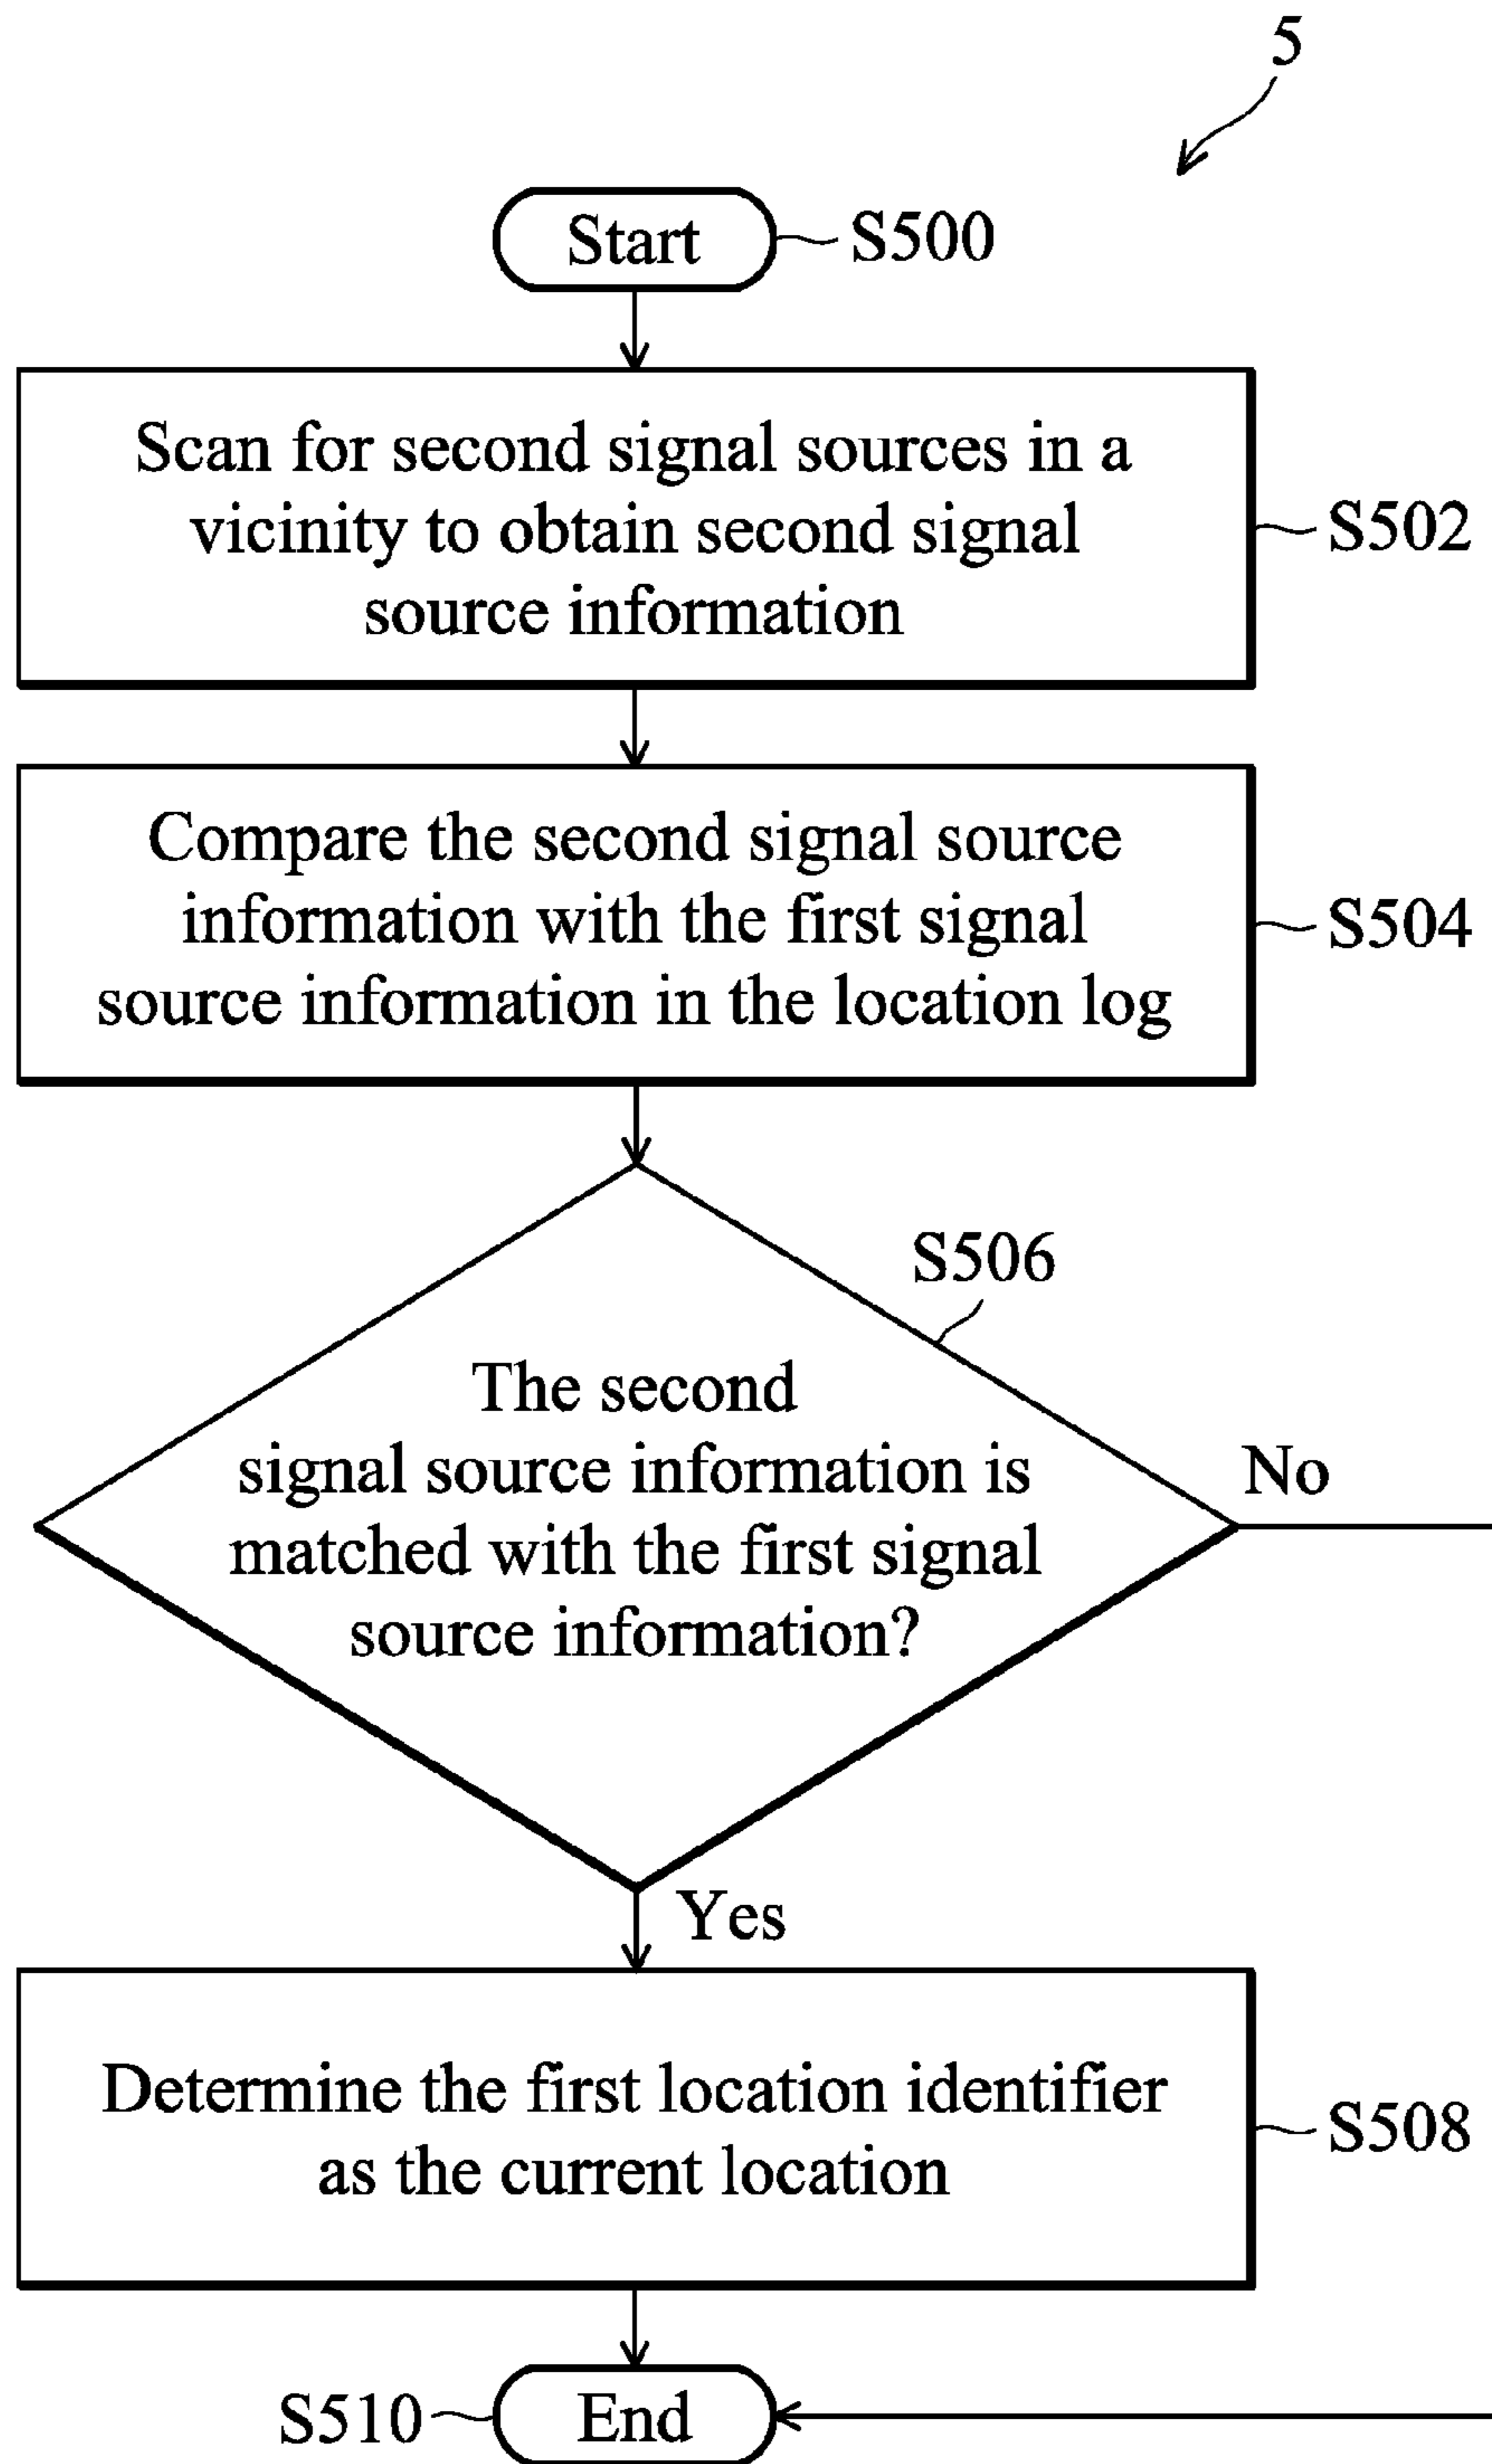 5
Start
S500
Scan for second signal sources in a
vicinity to obtain second signal
source information
S502
Compare the second signal source
information with the first signal
source information in the location log
S504
S506
The second
signal source information is
matched with the first signal
source information?
No
Yes
Determine the first location identifier
as the current location
S508
S510
End